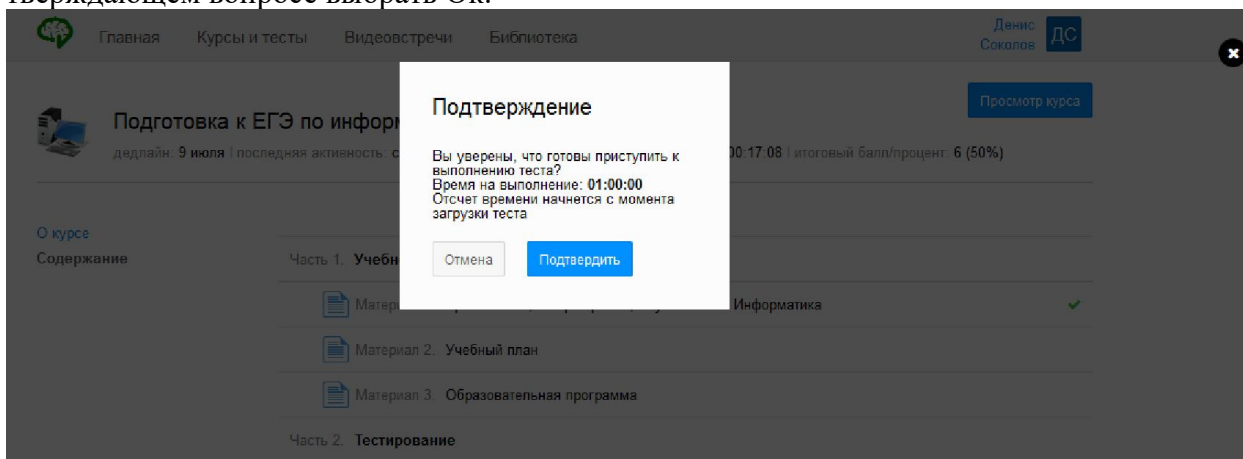 тверждающем вопросе выбрать Ок.
Главная Курсы и тесты Видеовстречи Библиотека
Денис
Соколов ДС
Просмотр курса
Подтверждение
Подготовка к ЕГЭ по информ
дедлайн: 9 июля | последняя активность: с 00:17:08 | итоговый балл/процент: 6 (50%)
Вы уверены, что готовы приступить к
выполнению теста?
Время на выполнение: 01:00:00
Отсчет времени начнется с момента
загрузки теста
О курсе
Содержание
Часть 1. Учебн
Отмена Подтвердить
Матери Информатика
Материал 2. Учебный план
Материал 3. Образовательная программа
Часть 2. Тестирование